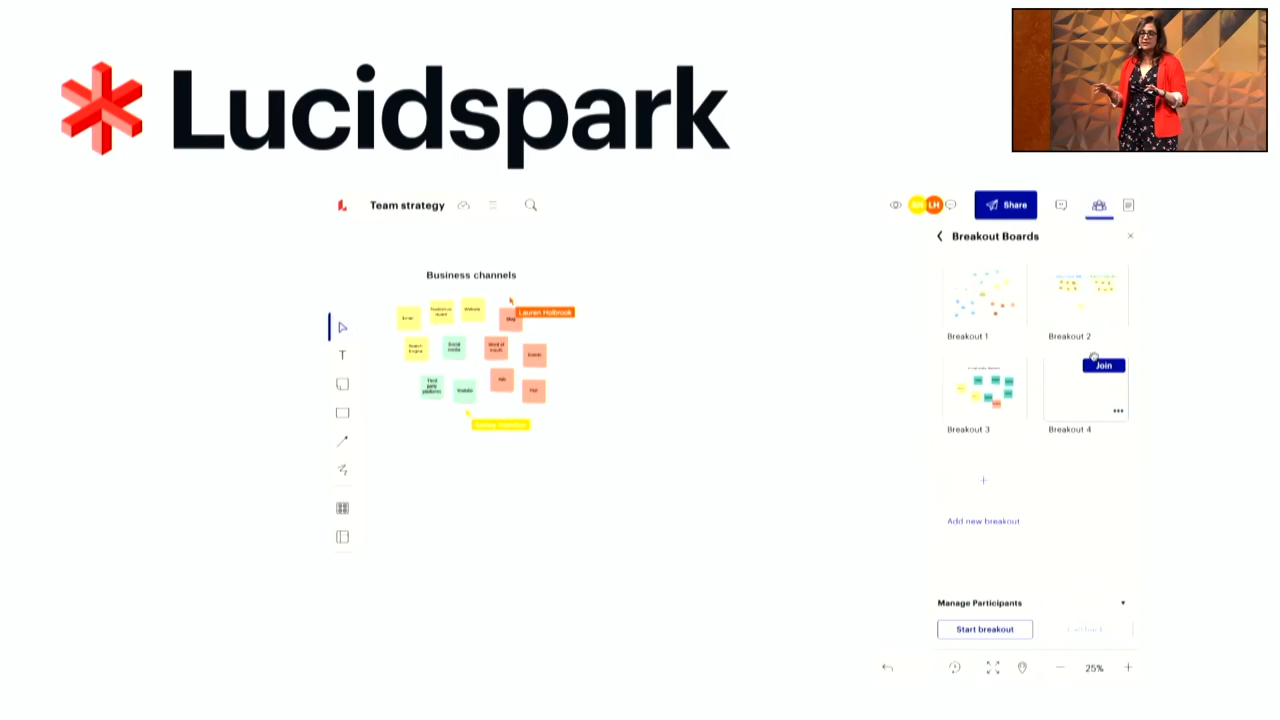 Lucidspark
Team strategy
LH
Share
Breakout Boards
Business channels
Lauren Holbrook
Email
Website
Blog
Search Engine
Social media
Word of mouth
Events
Third party platforms
Youtube
Ads
Breakout 1
Breakout 2
Join
Breakout 3
Breakout 4
Add new breakout
Manage Participants
Start breakout
25%